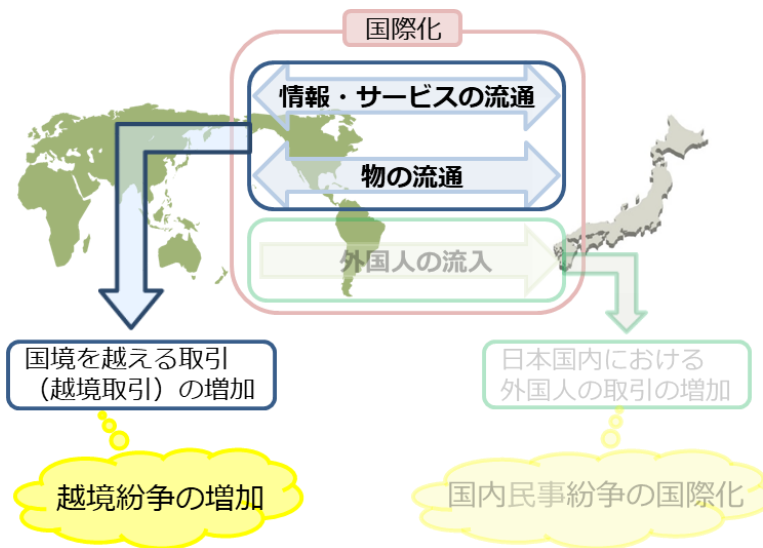 国際化
情報・サービスの流通
物の流通
外国人の流入
国境を越える取引
（越境取引）の増加
日本国内における
外国人の取引の増加
越境紛争の増加
国内民事紛争の国際化